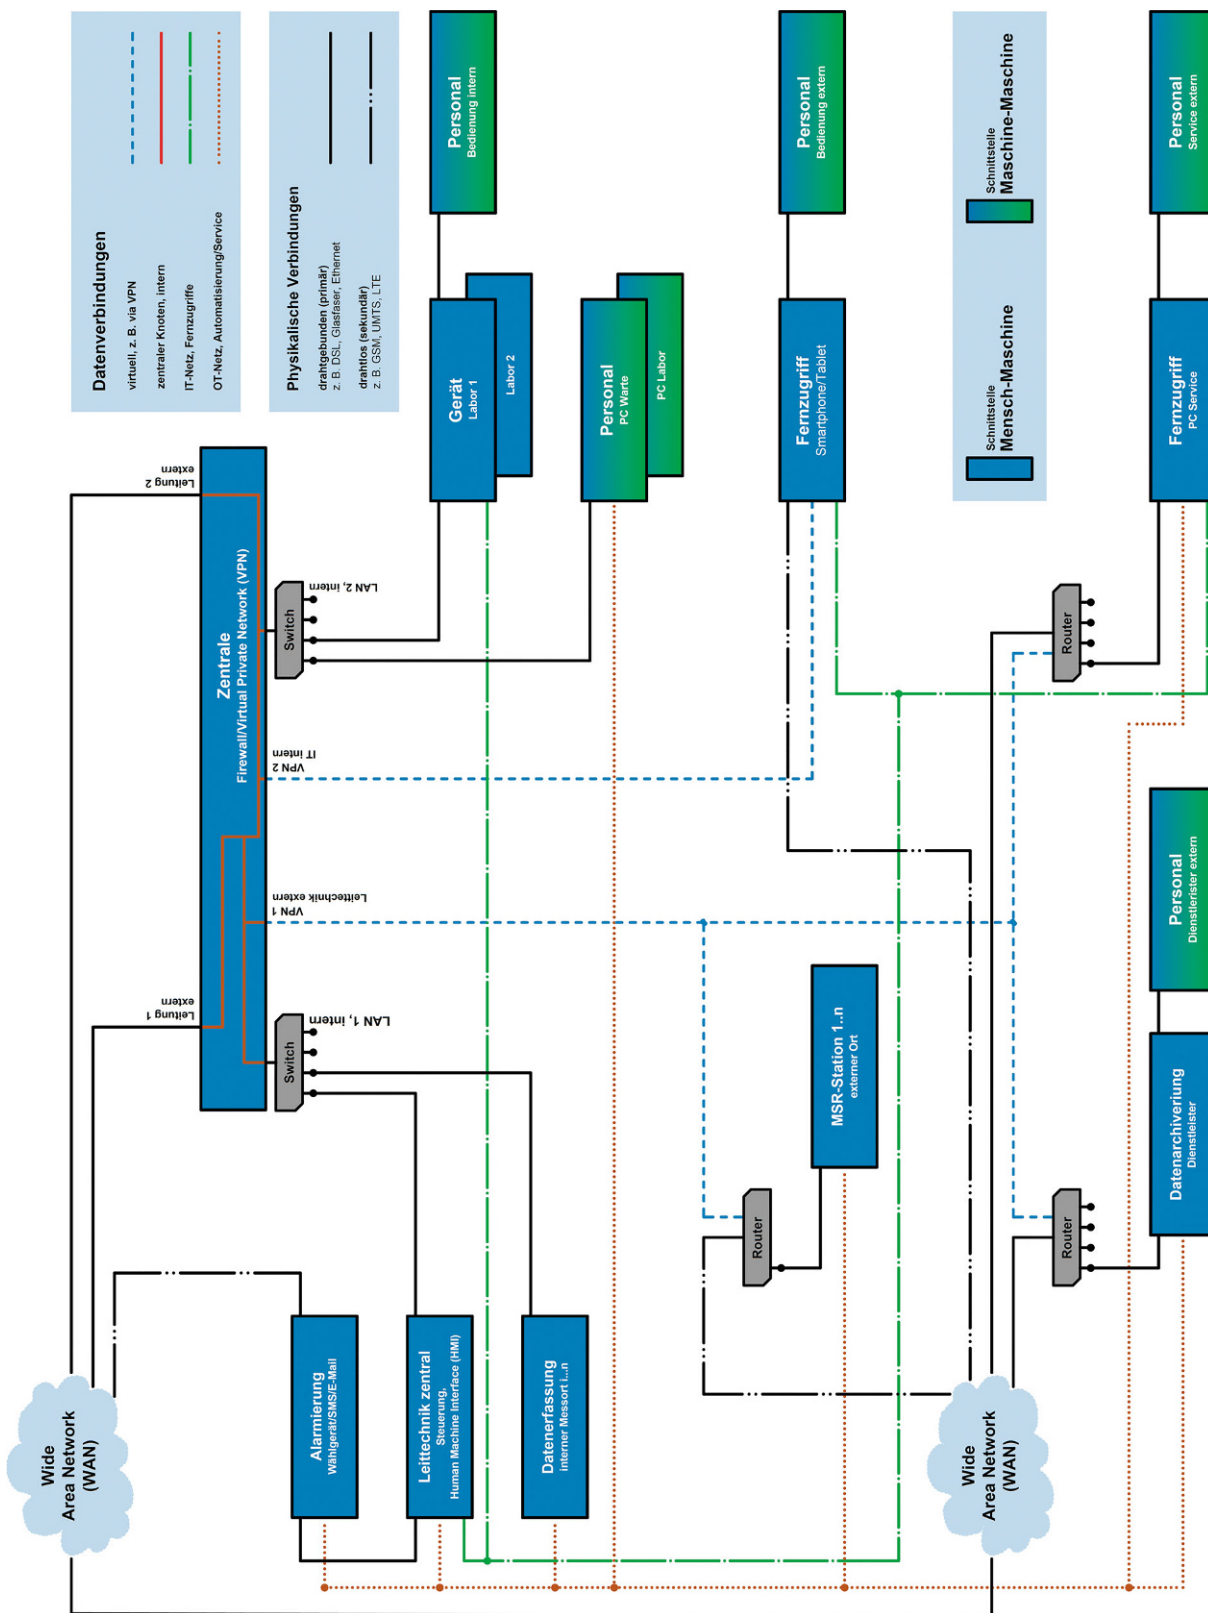 Datenverbindungen
virtuell, z. B. via VPN
zentraler Knoten, intern
IT-Netz, Fernzugriffe
OT-Netz, Automatisierung/Service
Physikalische Verbindungen
drahtgebunden (primär)
z. B. DSL, Glasfaser, Ethernet
drahtlos (sekundär)
z. B. GSM, UMTS, LTE
Wide
Area Network
(WAN)
Leitung 1
extern
Leitung 2
extern
Zentrale
Firewall/Virtual Private Network (VPN)
Switch
LAN 1, intern
VPN 1
Leittechnik extern
VPN 2
IT intern
Switch
LAN 2, intern
Alarmierung
Wählgerät/SMS/E-Mail
Leittechnik zentral
Steuerung,
Human Machine Interface (HMI)
Datenerfassung
interner Messort i...n
Gerät
Labor 1
Labor 2
Personal
Bedienung intern
Personal
PC Warte
PC Labor
Router
MSR-Station 1..n
externer Ort
Fernzugriff
Smartphone/Tablet
Personal
Bedienung extern
Wide
Area Network
(WAN)
Schnittstelle
Mensch-Maschine
Schnittstelle
Maschine-Maschine
Router
Router
Datenarchiveriung
Dienstleister
Personal
Dienstlerister extern
Fernzugriff
PC Service
Personal
Service extern